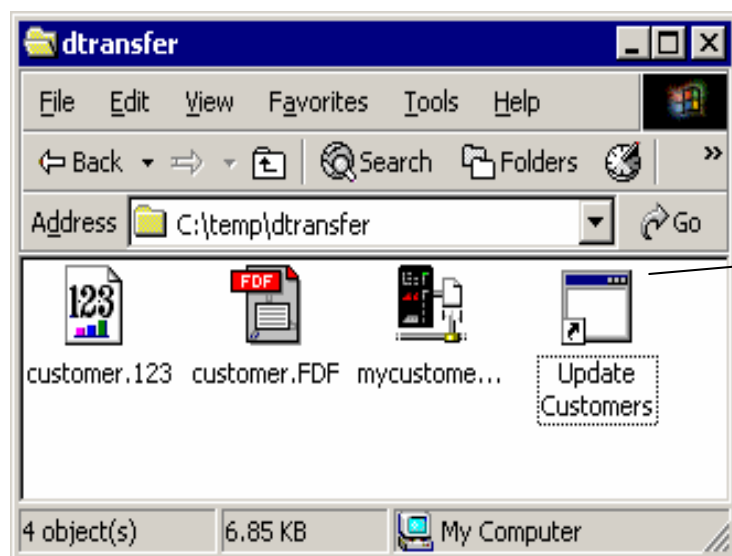 dtransfer
File Edit View Favorites Tools Help
Back Search Folders »
Address C:\temp\dtransfer Go
123 FDF
customer.123 customer.FDF mycustome... Update
Customers
4 object(s) 6.85 KB My Computer